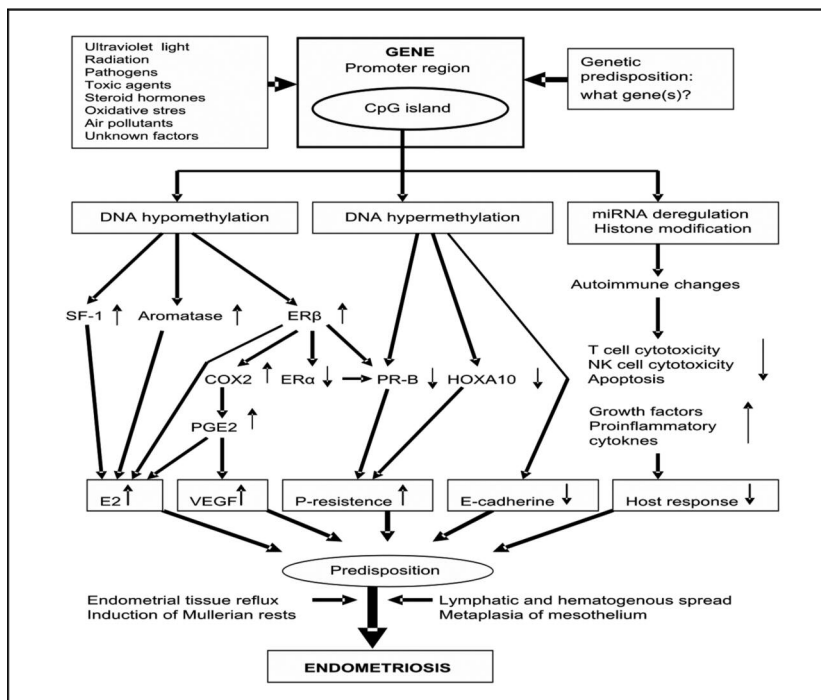 Ultraviolet light
Radiation
Pathogens
Toxic agents
Steroid hormones
Oxidative stres
Air pollutants
Unknown factors
GENE
Promoter region
CpG island
Genetic
predisposition:
what gene(s)?
DNA hypomethylation
DNA hypermethylation
miRNA deregulation
Histone modification
Autoimmune changes
SF-1 ↑ Aromatase ↑ ERβ ↑
T cell cytotoxicity
NK cell cytotoxicity ↓
Apoptosis
COX2 ↑ ERα ↓ → PR-B ↓ HOXA10 ↓
PGE2 ↑
Growth factors
Proinflammatory ↑
cytoknes
E2 ↑
VEGF ↑
P-resistence ↑
E-cadherine ↓
Host response ↓
Predisposition
Endometrial tissue reflux
Induction of Mullerian rests
Lymphatic and hematogenous spread
Metaplasia of mesothelium
ENDOMETRIOSIS